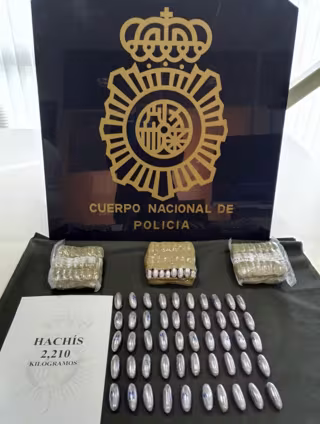 CUERPO NACIONAL DE
POLICIA
HACHÍS
2,210
KILOGRAMOS